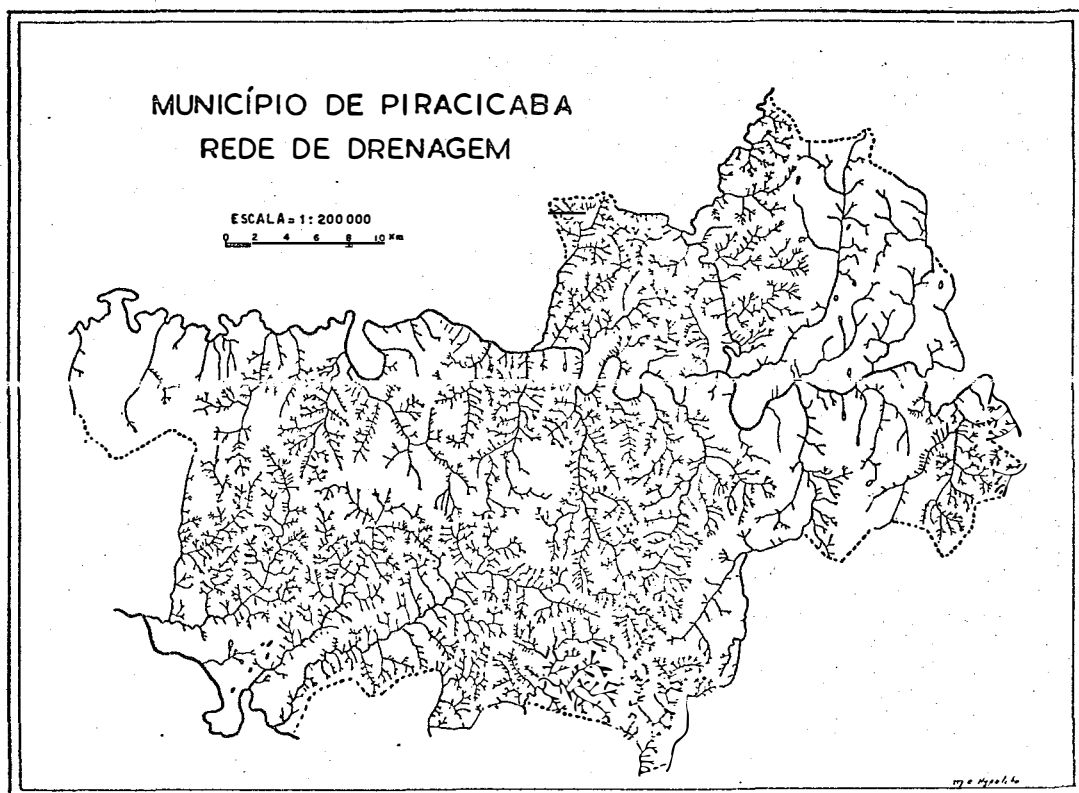 MUNICÍPIO DE PIRACICABA
REDE DE DRENAGEM
ESCALA = 1:200 000
0 2 4 6 8 10 Km